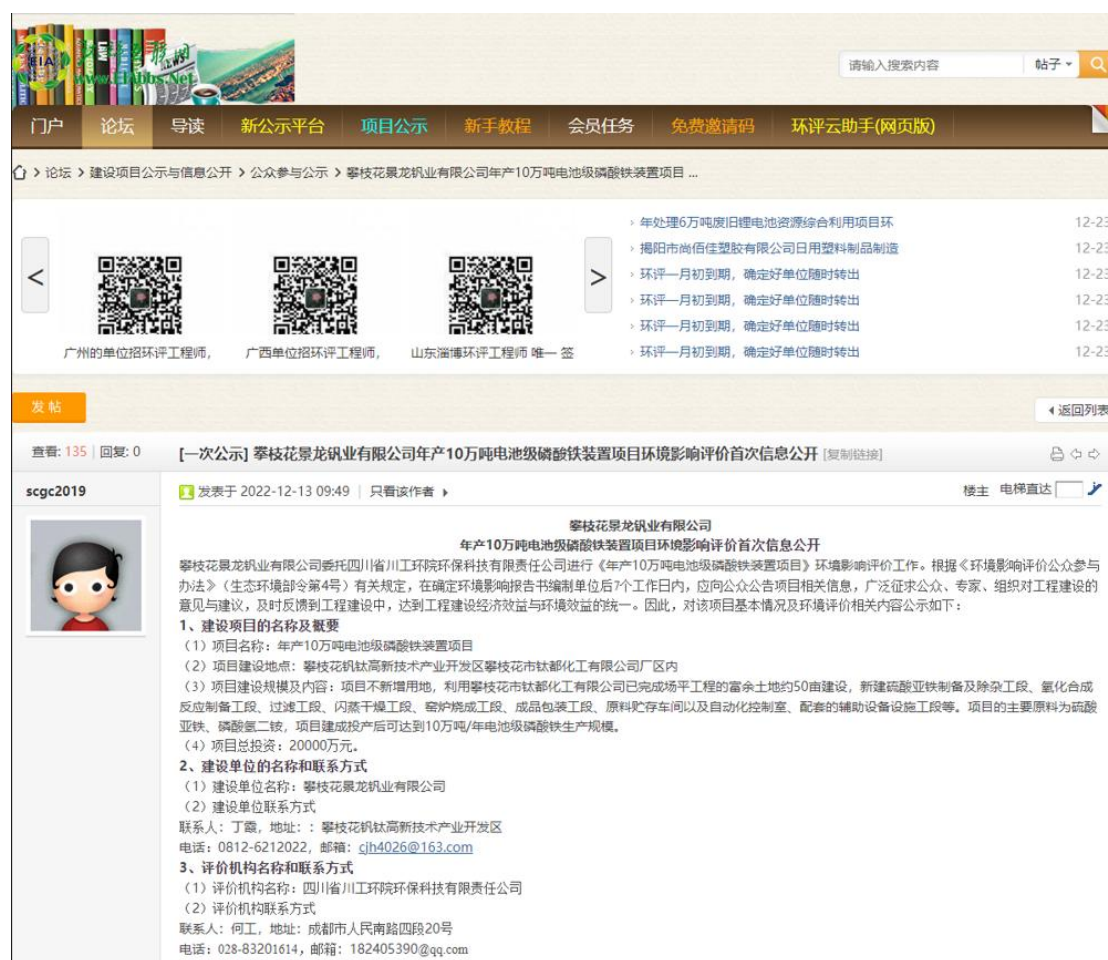 EIA
www.EIAbbs.Net
请输入搜索内容 帖子
门户 论坛 导读 新公示平台 项目公示 新手教程 会员任务 免费邀请码 环评云助手(网页版)
> 论坛 > 建设项目公示与信息公开 > 公众参与公示 > 攀枝花景龙钒业有限公司年产10万吨电池级磷酸铁装置项目 ...
< >
广州的单位招环评工程师, 广西单位招环评工程师, 山东淄博环评工程师 唯一 签
› 年处理6万吨废旧锂电池资源综合利用项目环 12-23
› 揭阳市尚佰佳塑胶有限公司日用塑料制品制造 12-23
› 环评一月初到期，确定好单位随时转出 12-23
› 环评一月初到期，确定好单位随时转出 12-23
› 环评一月初到期，确定好单位随时转出 12-23
› 环评一月初到期，确定好单位随时转出 12-23
发帖 返回列表
查看: 135 | 回复: 0 [一次公示] 攀枝花景龙钒业有限公司年产10万吨电池级磷酸铁装置项目环境影响评价首次信息公开 [复制链接]
scgc2019 发表于 2022-12-13 09:49 | 只看该作者 楼主 电梯直达
攀枝花景龙钒业有限公司
年产10万吨电池级磷酸铁装置项目环境影响评价首次信息公开
攀枝花景龙钒业有限公司委托四川省川工环院环保科技有限责任公司进行《年产10万吨电池级磷酸铁装置项目》环境影响评价工作。根据《环境影响评价公众参与
办法》（生态环境部令第4号）有关规定，在确定环境影响报告书编制单位后7个工作日内，应向公众公告项目相关信息，广泛征求公众、专家、组织对工程建设的
意见与建议，及时反馈到工程建设中，达到工程建设经济效益与环境效益的统一。因此，对该项目基本情况及环境评价相关内容公示如下：
1、建设项目的名称及概要
（1）项目名称：年产10万吨电池级磷酸铁装置项目
（2）项目建设地点：攀枝花钒钛高新技术产业开发区攀枝花市钛都化工有限公司厂区内
（3）项目建设规模及内容：项目不新增用地，利用攀枝花市钛都化工有限公司已完成场平工程的富余土地约50亩建设，新建硫酸亚铁制备及除杂工段、氧化合成
反应制备工段、过滤工段、闪蒸干燥工段、窑炉烧成工段、成品包装工段、原料贮存车间以及自动化控制室、配套的辅助设备设施工段等。项目的主要原料为硫酸
亚铁、磷酸氢二铵，项目建成投产后可达到10万吨/年电池级磷酸铁生产规模。
（4）项目总投资：20000万元。
2、建设单位的名称和联系方式
（1）建设单位名称：攀枝花景龙钒业有限公司
（2）建设单位联系方式
联系人：丁霞，地址：：攀枝花钒钛高新技术产业开发区
电话：0812-6212022，邮箱：cjh4026@163.com
3、评价机构名称和联系方式
（1）评价机构名称：四川省川工环院环保科技有限责任公司
（2）评价机构联系方式
联系人：何工，地址：成都市人民南路四段20号
电话：028-83201614，邮箱：182405390@qq.com